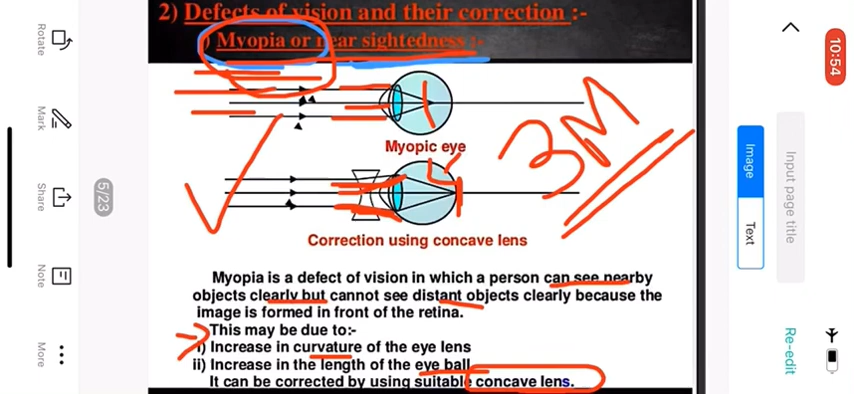 2) Defects of vision and their correction :-
i) Myopia or near sightedness :-
Myopic eye
3M
Correction using concave lens
Myopia is a defect of vision in which a person can see nearby
objects clearly but cannot see distant objects clearly because the
image is formed in front of the retina.
This may be due to:-
i) Increase in curvature of the eye lens
ii) Increase in the length of the eye ball
It can be corrected by using suitable concave lens.
Rotate
Mark
Share
Note
More
5/23
10:54
Input page title
Image
Text
Re-edit